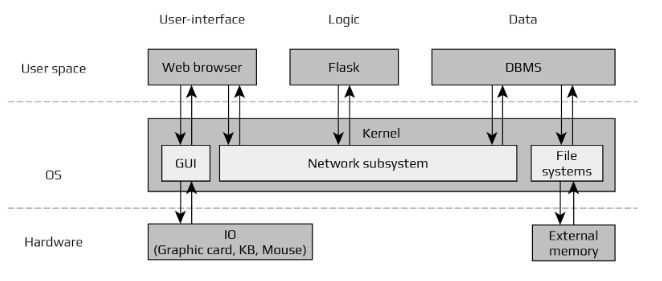 User-interface Logic Data
User space Web browser Flask DBMS
Kernel
OS GUI Network subsystem File
systems
Hardware IO
(Graphic card, KB, Mouse) External
memory